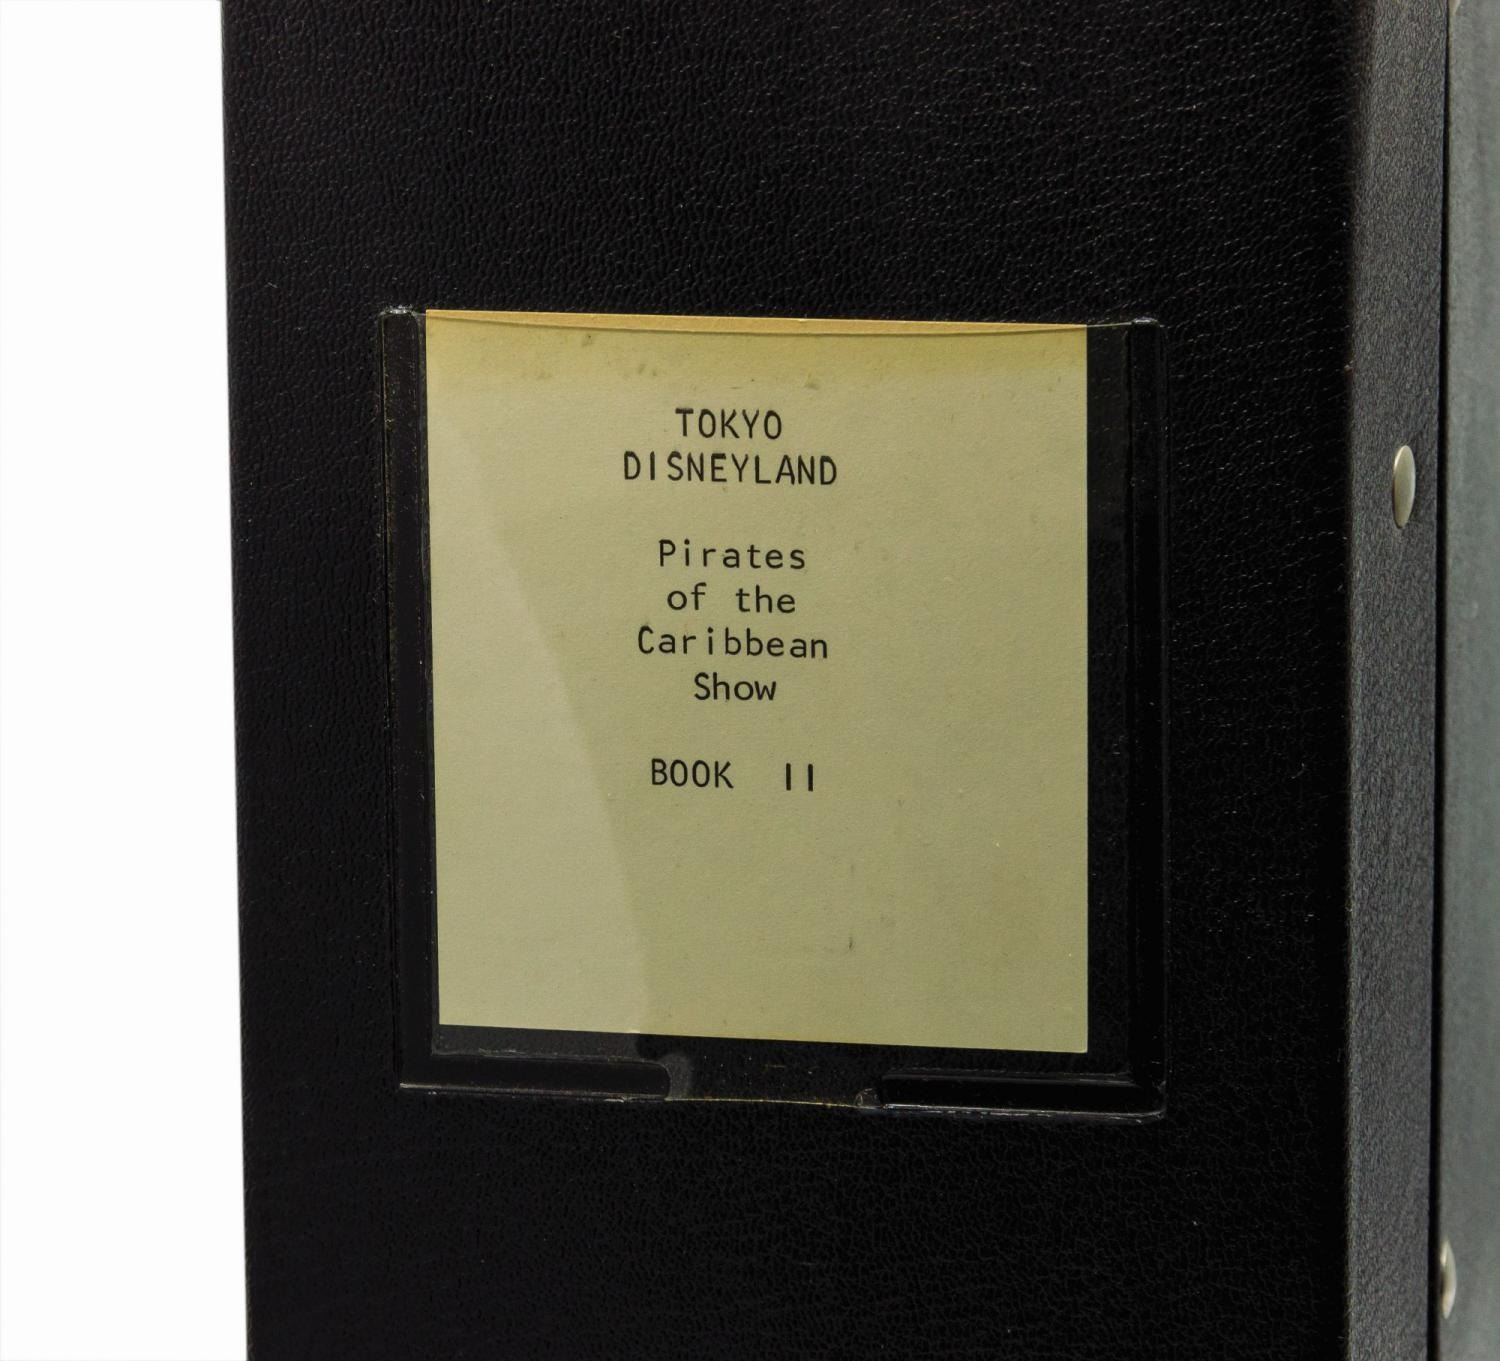 TOKYO
DISNEYLAND
Pirates
of the
Caribbean
Show
BOOK II